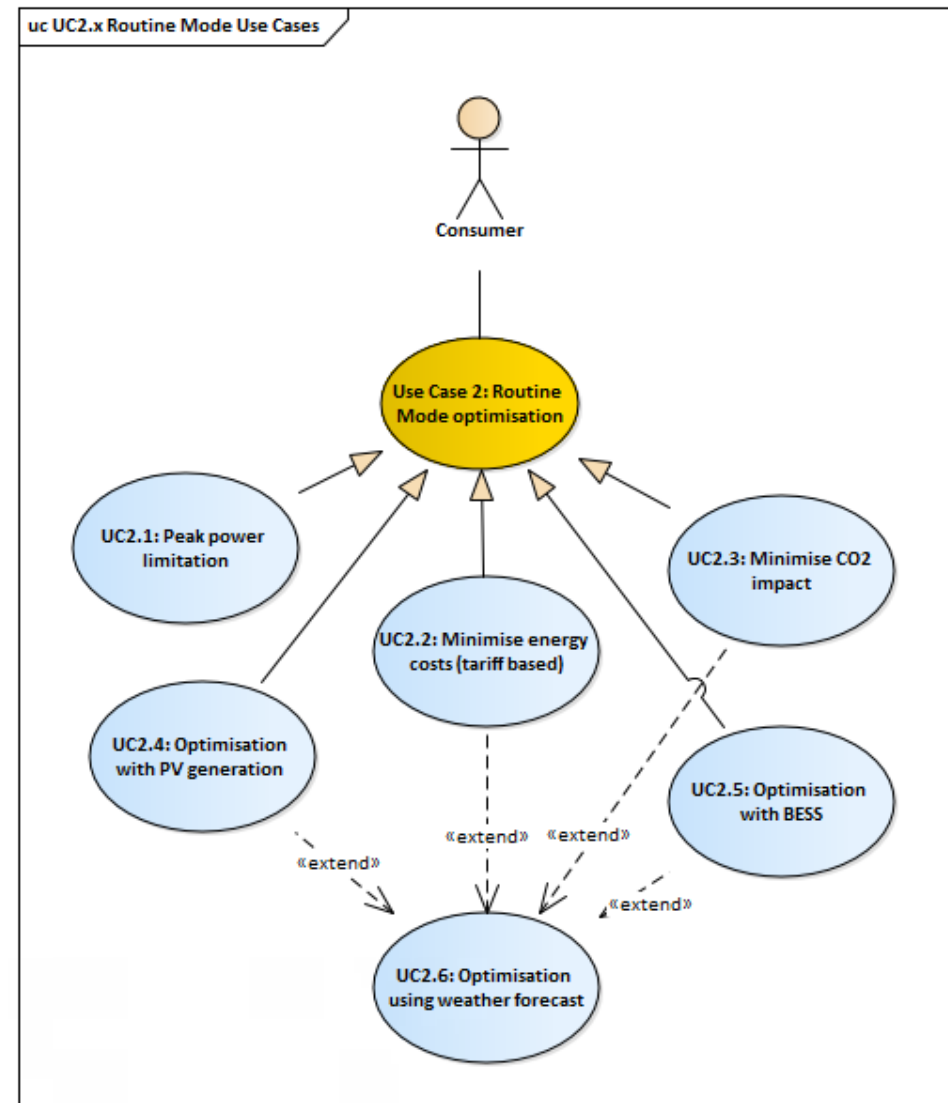 uc UC2.x Routine Mode Use Cases
Consumer
Use Case 2: Routine
Mode optimisation
UC2.1: Peak power
limitation
UC2.3: Minimise CO2
impact
UC2.2: Minimise energy
costs (tariff based)
UC2.4: Optimisation
with PV generation
UC2.5: Optimisation
with BESS
«extend»
«extend»
«extend»
«extend»
UC2.6: Optimisation
using weather forecast